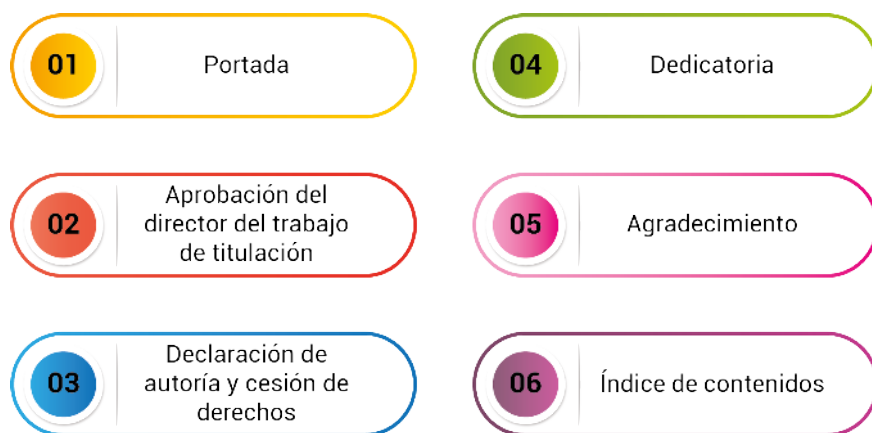 01
Portada
02
Aprobación del
director del trabajo
de titulación
03
Declaración de
autoría y cesión de
derechos
04
Dedicatoria
05
Agradecimiento
06
Índice de contenidos